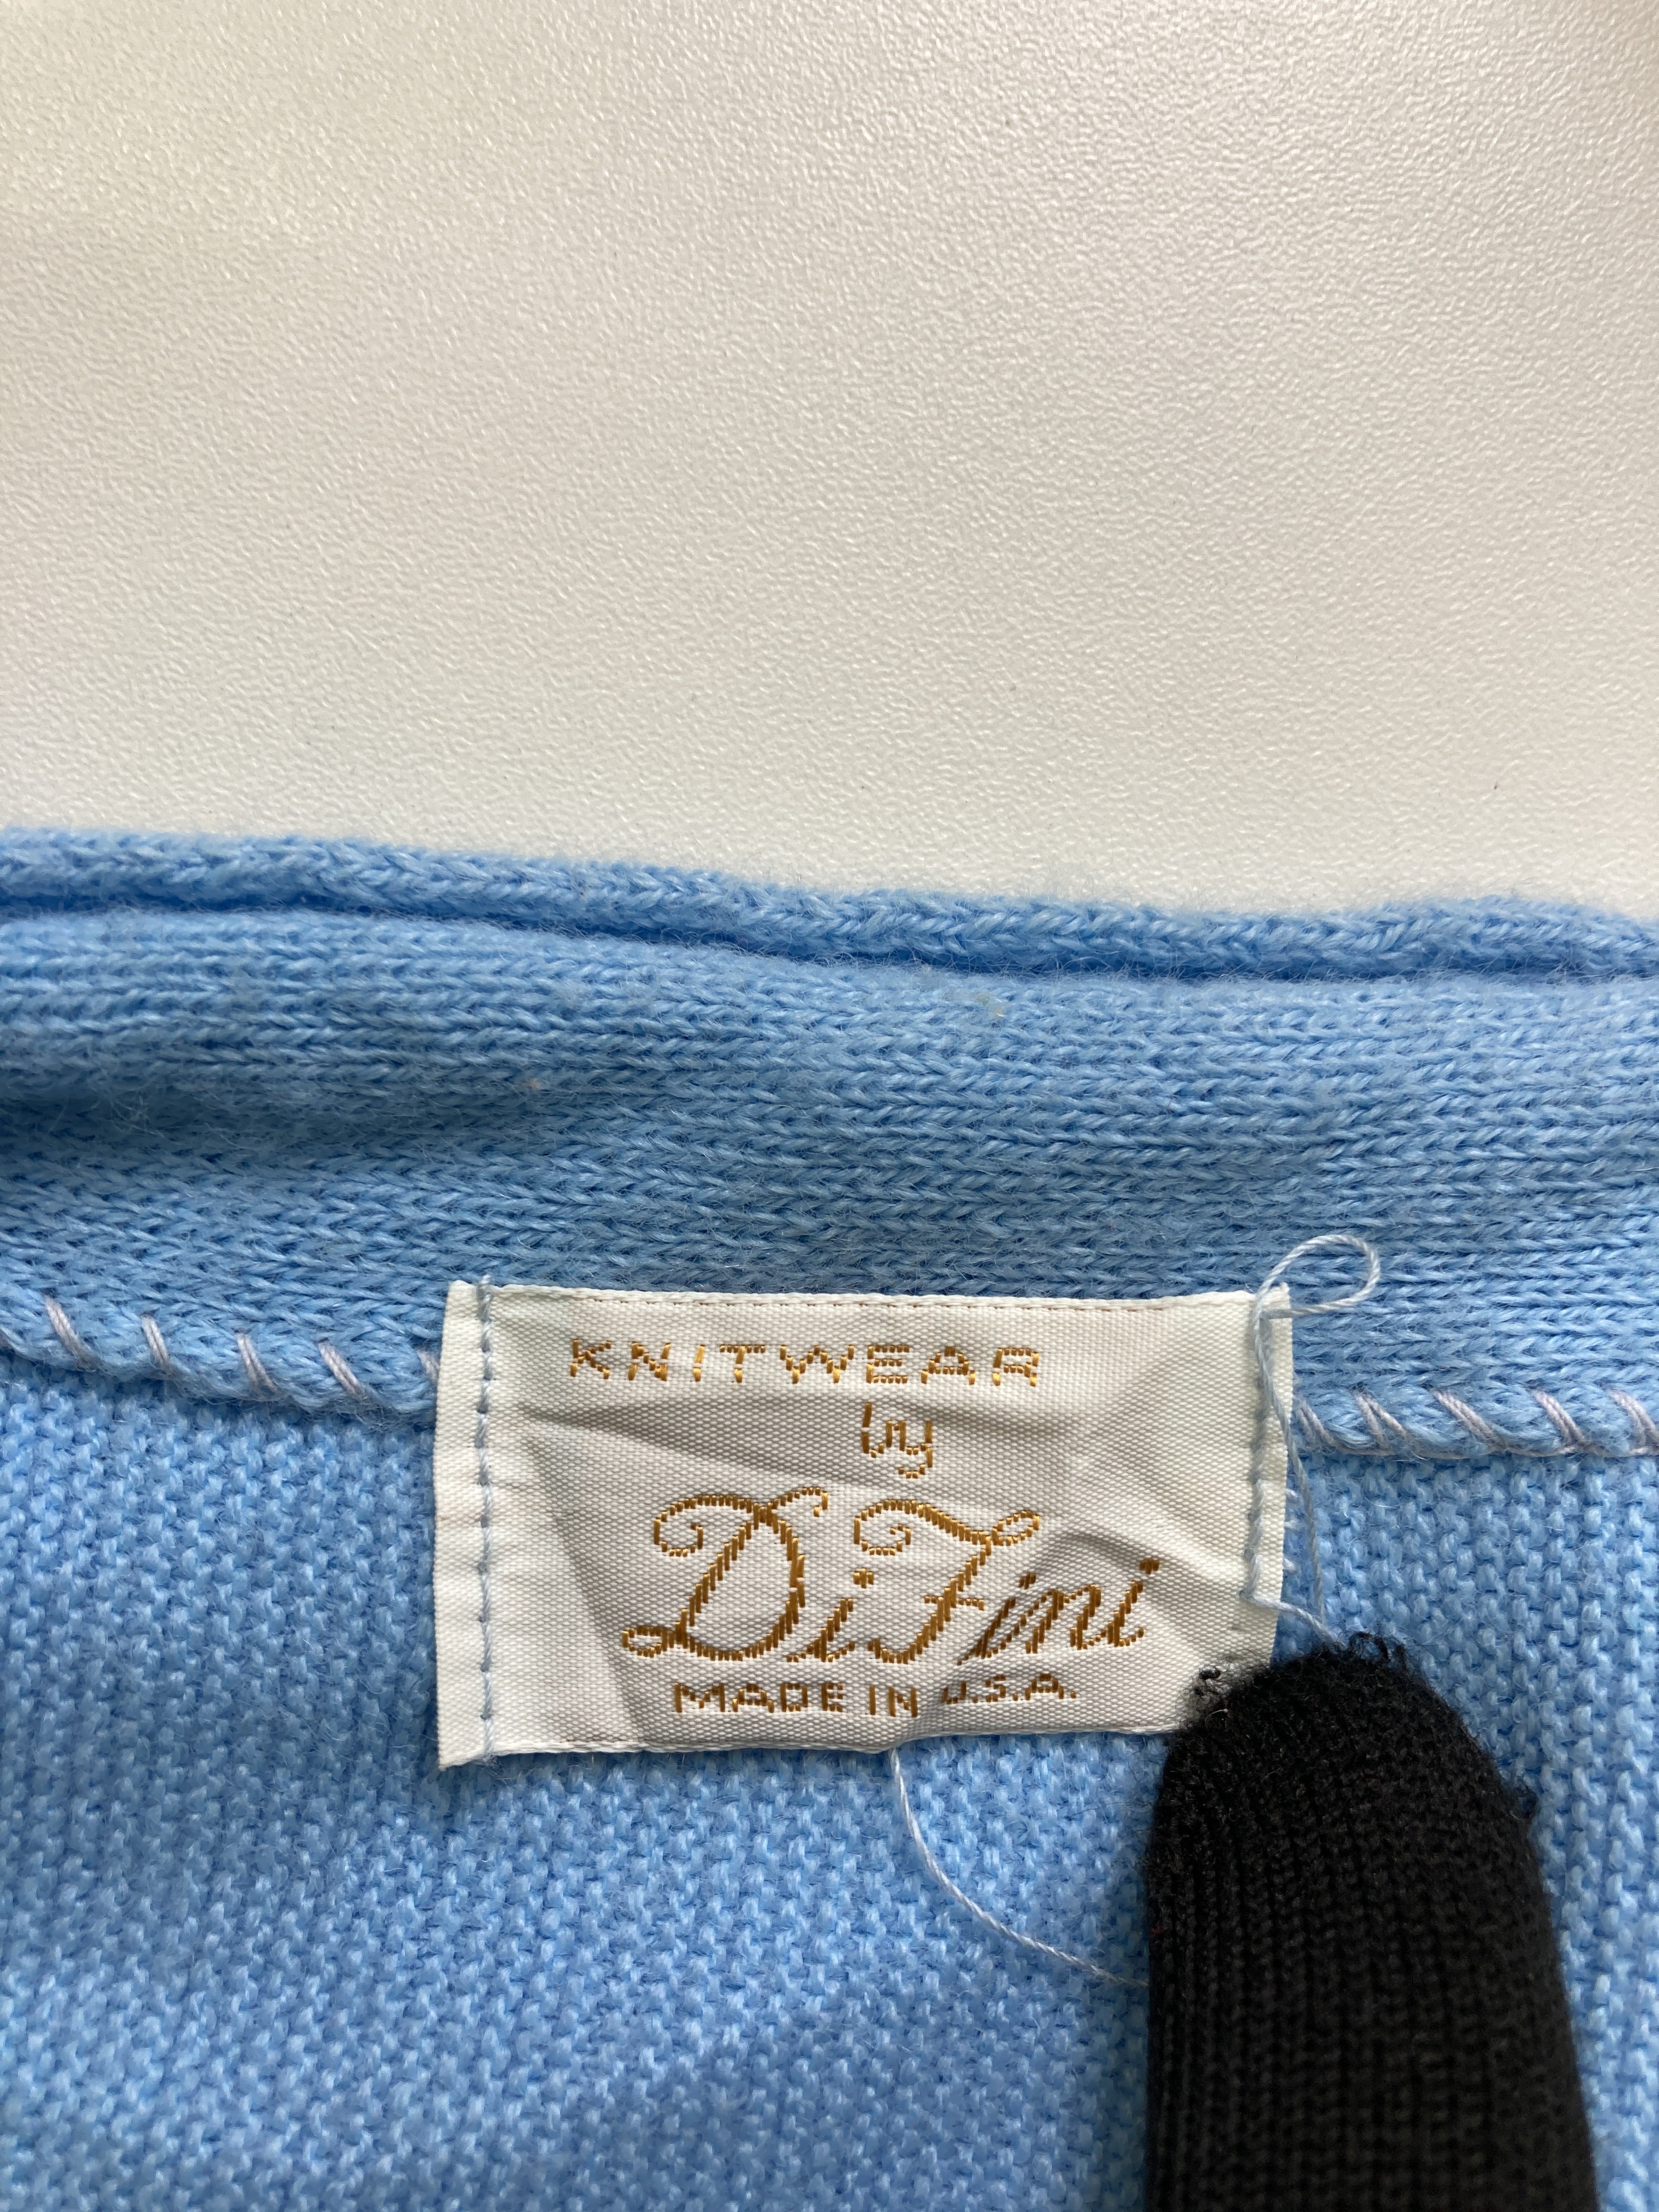 KNITWEAR
by
DiFini
MADE IN U.S.A.